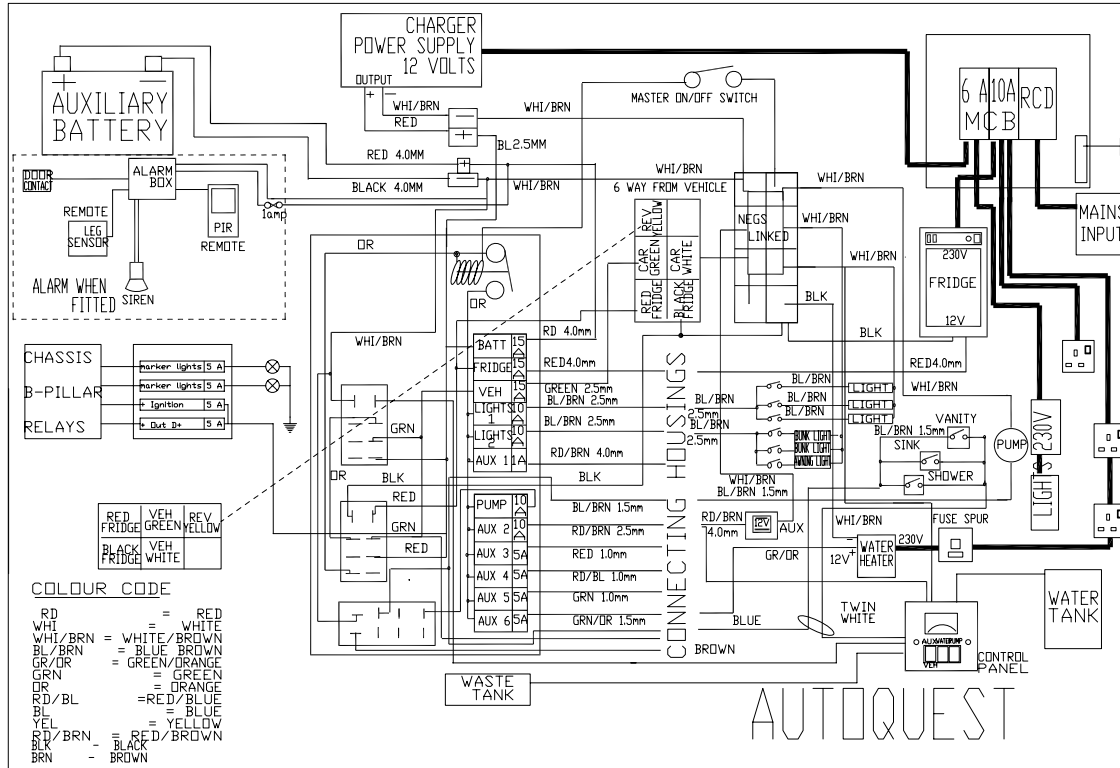 CHARGER
POWER SUPPLY
12 VOLTS
OUTPUT
+ −
WHI/BRN
RED
WHI/BRN
− 
+
BL2.5MM
MASTER ON/OFF SWITCH
6 A 10A RCD
MCB
MAINS
INPUT
+ −
AUXILIARY
BATTERY
RED 4.0MM
+
BLACK 4.0MM
−
WHI/BRN
WHI/BRN
6 WAY FROM VEHICLE
DOOR
CONTACT
ALARM
BOX
REMOTE
LEG
SENSOR
PIR
REMOTE
1amp
SIREN
ALARM WHEN
FITTED
REV
YELLOW
CAR
GREEN
CAR
WHITE
RED
FRIDGE
BLACK
FRIDGE
NEGS
LINKED
WHI/BRN
WHI/BRN
WHI/BRN
BLK
BLK
230V
FRIDGE
12V
RED4.0mm
OR
OR
WHI/BRN
CHASSIS
B-PILLAR
RELAYS
marker lights 5 A
marker lights 5 A
+ Ignition 5 A
+ Out D+ 5 A
BATT 15A
FRIDGE 15A
VEH 15A
LIGHTS 1 10A
LIGHTS 2 10A
AUX 1 1A
RD 4.0mm
RED4.0mm
GREEN 2.5mm
BL/BRN 2.5mm
BL/BRN 2.5mm
RD/BRN 4.0mm
BLK
PUMP 10A
AUX 2 10A
AUX 3 5A
AUX 4 5A
AUX 5 5A
AUX 6 5A
BL/BRN 1.5mm
RD/BRN 2.5mm
RED 1.0mm
RD/BL 1.0mm
GRN 1.0mm
GRN/OR 1.5mm
GRN
OR
BLK
RED
GRN
RED
CONNECTING HOUSINGS
BL/BRN
2.5mm
BL/BRN
2.5mm
BL/BRN
BL/BRN
BL/BRN
LIGHT
LIGHT
LIGHT
BUNK LIGHT
BUNK LIGHT
AWNING LIGHT
WHI/BRN
WHI/BRN
BL/BRN 1.5mm
RD/BRN
4.0mm
12V
AUX
GR/OR
BL/BRN 1.5mm
VANITY
SINK
SHOWER
PUMP
LIGHTS 230V
WHI/BRN
FUSE SPUR
−
12V+
230V
WATER
HEATER
BLUE
BROWN
TWIN
WHITE
AUX WATER PUMP
VEH
CONTROL
PANEL
WATER
TANK
WASTE
TANK
RED
FRIDGE
VEH
GREEN
REV
YELLOW
BLACK
FRIDGE
VEH
WHITE
COLOUR CODE
RD = RED
WHI = WHITE
WHI/BRN = WHITE/BROWN
BL/BRN = BLUE BROWN
GR/OR = GREEN/ORANGE
GRN = GREEN
OR = ORANGE
RD/BL =RED/BLUE
BL = BLUE
YEL = YELLOW
RD/BRN = RED/BROWN
BLK - BLACK
BRN - BROWN
AUTOQUEST